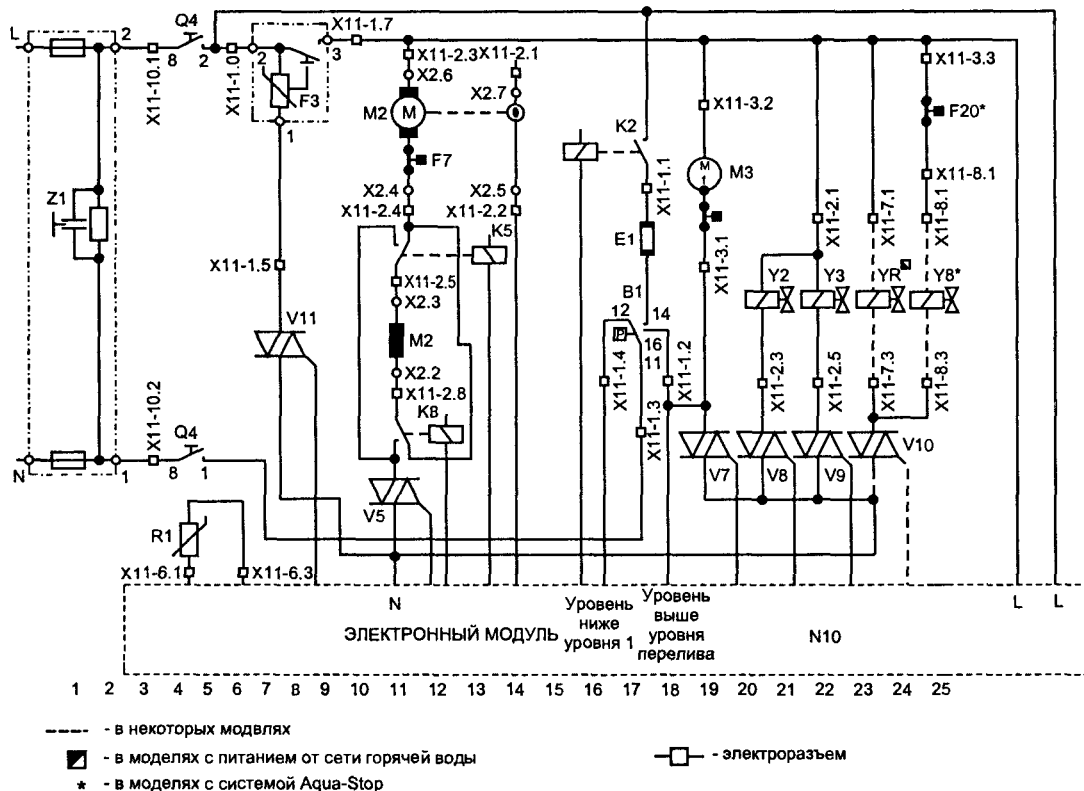 L
2
Q4
8
2
X11-10.1
X11-1.0
2
F3
1
3
X11-1.7
X11-2.3
X11-2.1
X2.6
X2.7
M2
M
F7
X2.4
X2.5
X11-2.4
X11-2.2
K5
X11-2.5
X2.3
M2
X2.2
X11-2.8
K8
V5
Z1
X11-1.5
V11
N
1
X11-10.2
Q4
8
1
R1
X11-6.1
X11-6.3
K2
X11-1.1
E1
B1
12
14
P
16
11
X11-1.4
X11-1.3
X11-1.2
X11-3.2
M
1
M3
X11-3.1
X11-3.3
F20*
X11-8.1
X11-2.1
X11-7.1
X11-8.1
Y2
Y3
YR
Y8*
X11-2.3
X11-2.5
X11-7.3
X11-8.3
V7
V8
V9
V10
N
Уровень
ниже
уровня 1
Уровень
выше
уровня
перелива
L
L
ЭЛЕКТРОННЫЙ МОДУЛЬ
N10
1 2 3 4 5 6 7 8 9 10 11 12 13 14 15 16 17 18 19 20 21 22 23 24 25
- в некоторых модвлях
- в моделях с питанием от сети горячей воды
- электроразъем
* - в моделях с системой Aqua-Stop